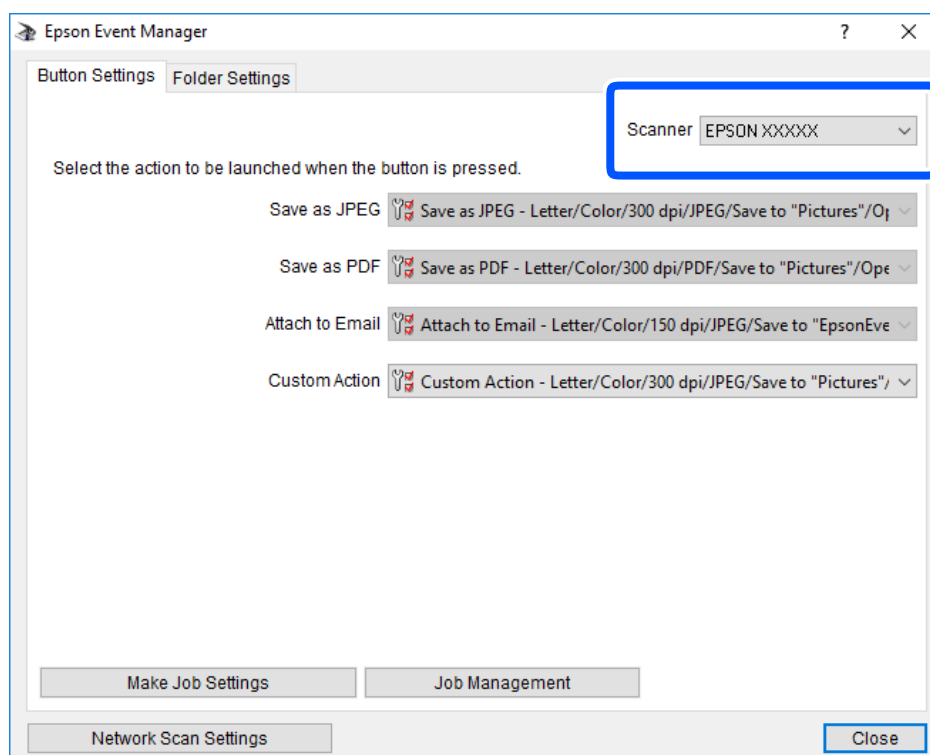 Epson Event Manager
Button Settings Folder Settings
Scanner EPSON XXXXX
Select the action to be launched when the button is pressed.
Save as JPEG Save as JPEG - Letter/Color/300 dpi/JPEG/Save to "Pictures"/Op
Save as PDF Save as PDF - Letter/Color/300 dpi/PDF/Save to "Pictures"/Ope
Attach to Email Attach to Email - Letter/Color/150 dpi/JPEG/Save to "EpsonEve
Custom Action Custom Action - Letter/Color/300 dpi/JPEG/Save to "Pictures"/
Make Job Settings Job Management
Network Scan Settings Close